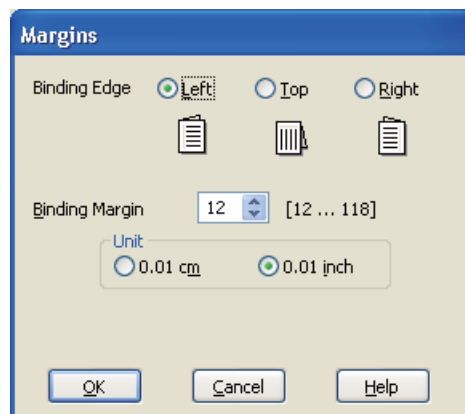 Margins
Binding Edge Left Top Right
Binding Margin 12 [12 ... 118]
Unit
0.01 cm 0.01 inch
OK Cancel Help